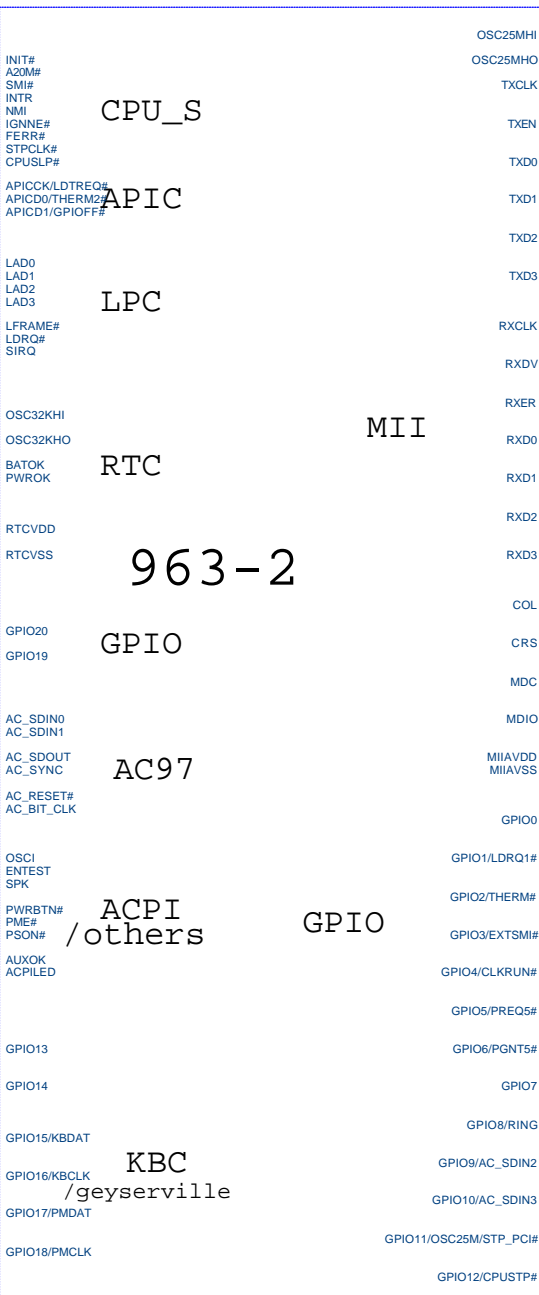 OSC25MHI
INIT#
OSC25MHO
A20M#
SMI#
TXCLK
INTR
NMI
CPU_S
IGNNE#
TXEN
FERR#
STPCLK#
CPUSLP#
TXD0
APICCK/LDTREQ#
APICD0/THERM2#
APIC
TXD1
APICD1/GPIOFF#
TXD2
LAD0
LAD1
TXD3
LAD2
LAD3
LPC
LFRAME#
RXCLK
LDRQ#
SIRQ
RXDV
RXER
OSC32KHI
MII
OSC32KHO
RXD0
BATOK
RTC
PWROK
RXD1
RXD2
RTCVDD
RTCVSS
963-2
RXD3
COL
GPIO20
GPIO
CRS
GPIO19
MDC
AC_SDIN0
MDIO
AC_SDIN1
AC_SDOUT
MIIAVDD
AC_SYNC
AC97
MIIAVSS
AC_RESET#
AC_BIT_CLK
GPIO0
OSCI
GPIO1/LDRQ1#
ENTEST
SPK
GPIO2/THERM#
PWRBTN#
ACPI
PME#
GPIO
PSON#
/others
GPIO3/EXTSMI#
AUXOK
ACPILED
GPIO4/CLKRUN#
GPIO5/PREQ5#
GPIO13
GPIO6/PGNT5#
GPIO14
GPIO7
GPIO8/RING
GPIO15/KBDAT
KBC
GPIO9/AC_SDIN2
GPIO16/KBCLK
/geyserville
GPIO10/AC_SDIN3
GPIO17/PMDAT
GPIO11/OSC25M/STP_PCI#
GPIO18/PMCLK
GPIO12/CPUSTP#